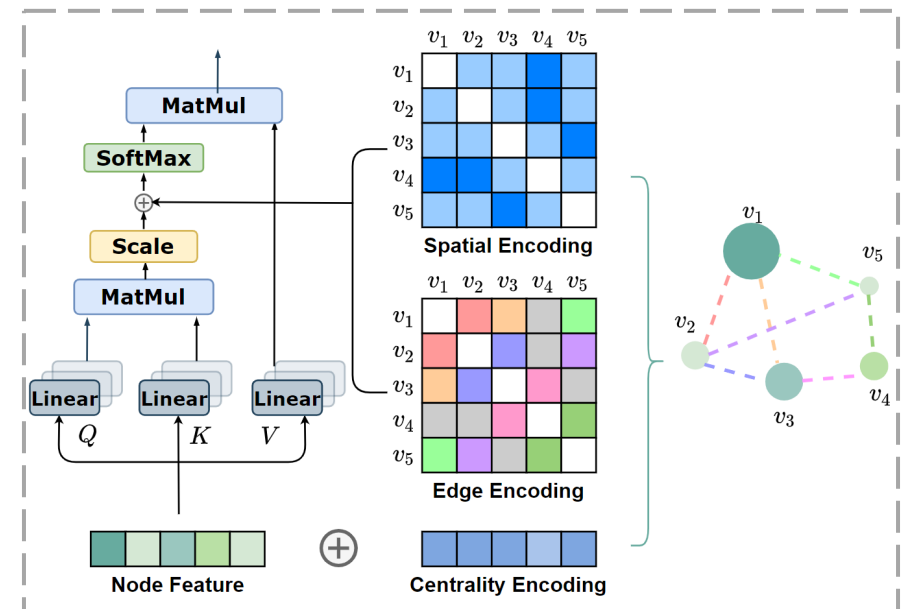 MatMul
SoftMax
Scale
MatMul
Linear Linear Linear
Q K V
Node Feature
v1 v2 v3 v4 v5
v1
v2
v3
v4
v5
Spatial Encoding
v1 v2 v3 v4 v5
v1
v2
v3
v4
v5
Edge Encoding
Centrality Encoding
v1
v5
v2
v4
v3